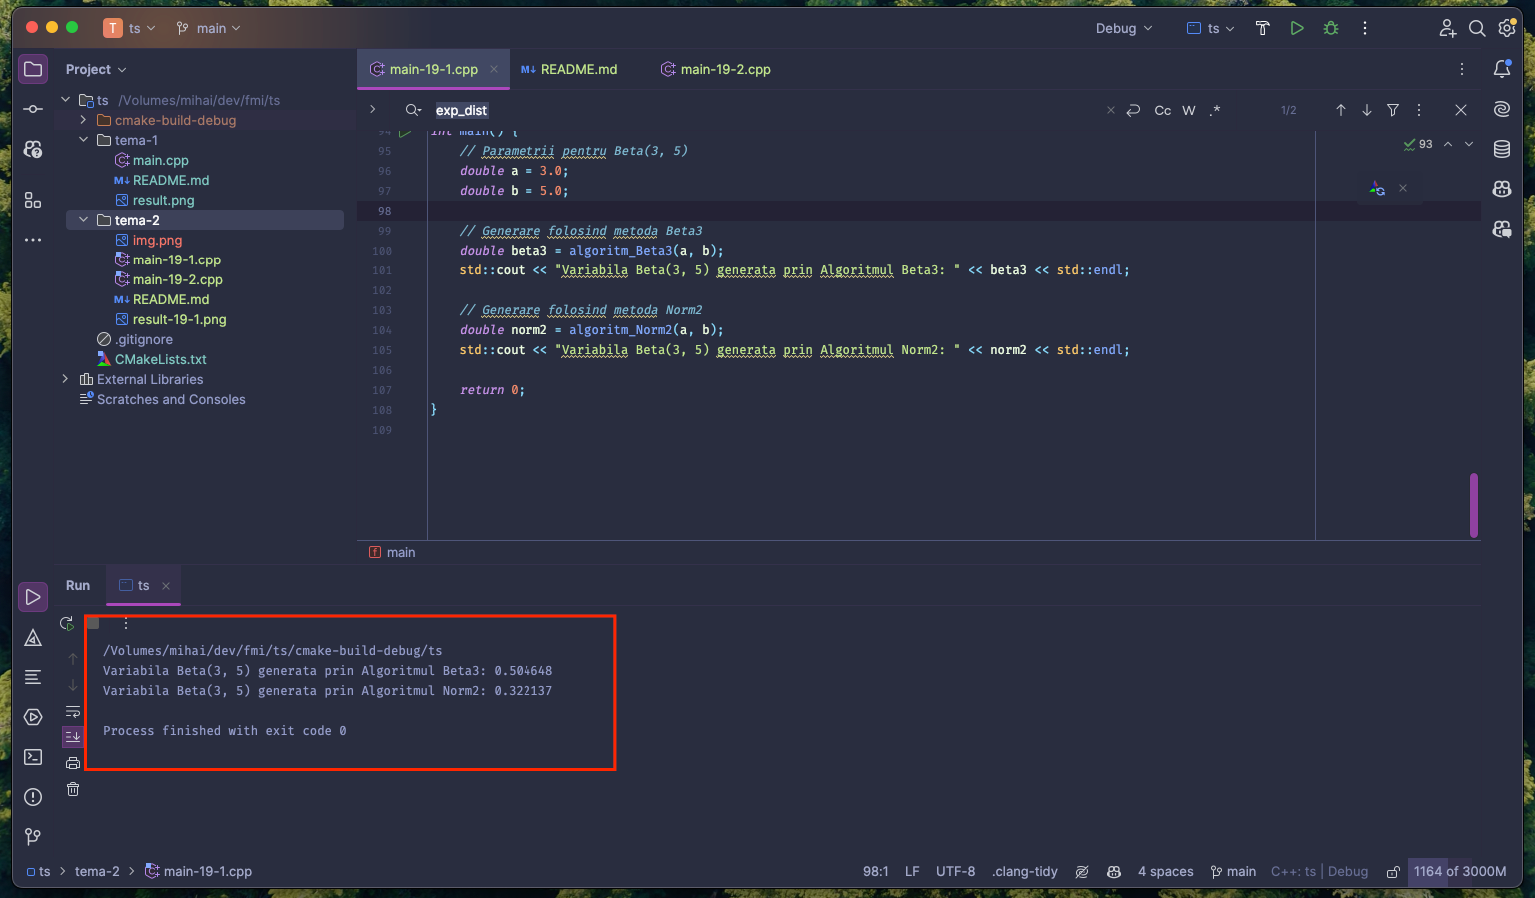 T ts main Debug ts
Project
main-19-1.cpp README.md main-19-2.cpp
ts /Volumes/mihai/dev/fmi/ts
cmake-build-debug
tema-1
main.cpp
README.md
result.png
tema-2
img.png
main-19-1.cpp
main-19-2.cpp
README.md
result-19-1.png
.gitignore
CMakeLists.txt
External Libraries
Scratches and Consoles
exp_dist Cc W .* 1/2
93
94 int main() {
95 // Parametrii pentru Beta(3, 5)
96 double a = 3.0;
97 double b = 5.0;
98
99 // Generare folosind metoda Beta3
100 double beta3 = algoritm_Beta3(a, b);
101 std::cout << "Variabila Beta(3, 5) generata prin Algoritmul Beta3: " << beta3 << std::endl;
102
103 // Generare folosind metoda Norm2
104 double norm2 = algoritm_Norm2(a, b);
105 std::cout << "Variabila Beta(3, 5) generata prin Algoritmul Norm2: " << norm2 << std::endl;
106
107 return 0;
108 }
109
f main
Run ts
/Volumes/mihai/dev/fmi/ts/cmake-build-debug/ts
Variabila Beta(3, 5) generata prin Algoritmul Beta3: 0.504648
Variabila Beta(3, 5) generata prin Algoritmul Norm2: 0.322137
Process finished with exit code 0
ts > tema-2 > main-19-1.cpp 98:1 LF UTF-8 .clang-tidy 4 spaces main C++: ts | Debug 1164 of 3000M